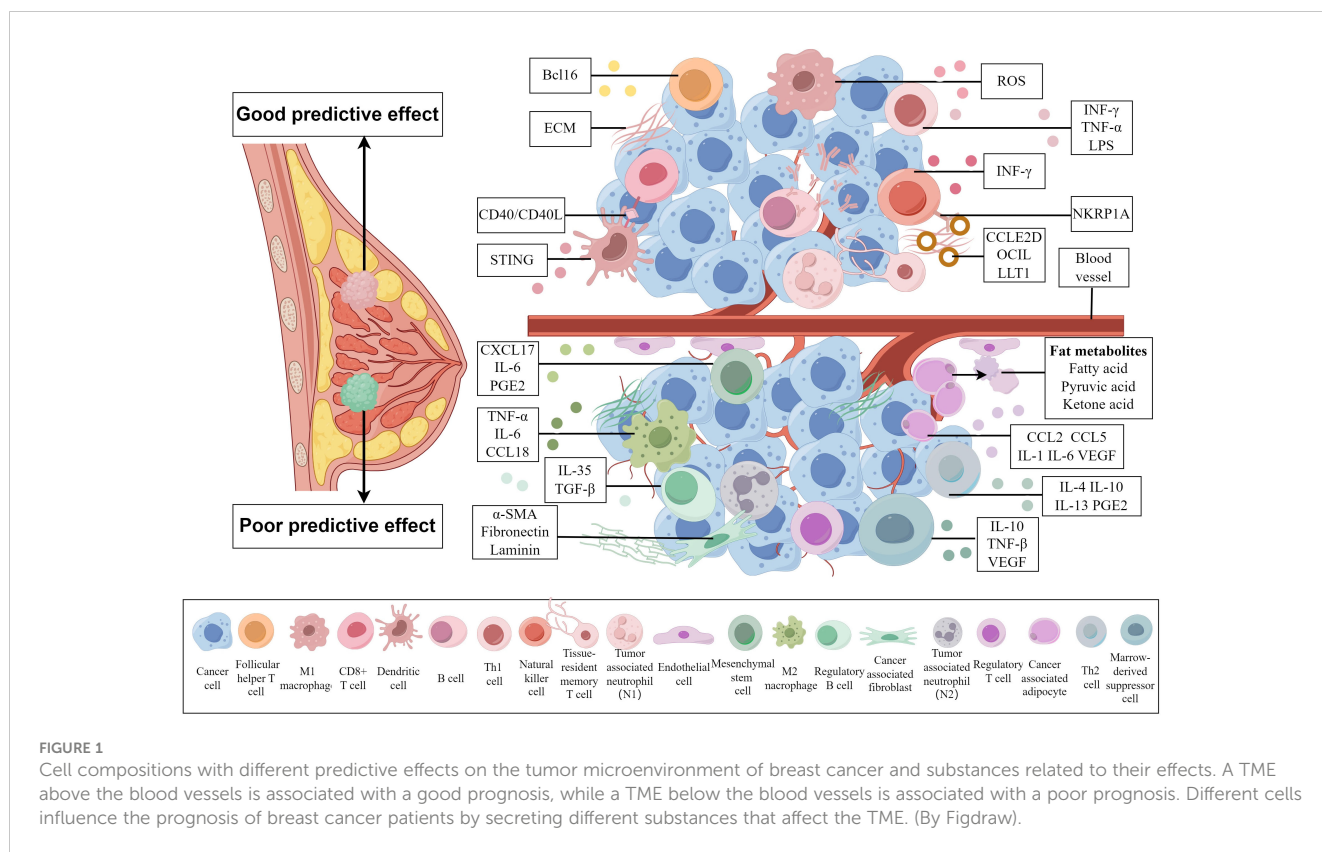 Good predictive effect
Poor predictive effect
Bcl16
ECM
CD40/CD40L
STING
ROS
INF-γ
TNF-α
LPS
INF-γ
NKRP1A
CCLE2D
OCIL
LLT1
Blood
vessel
CXCL17
IL-6
PGE2
TNF-α
IL-6
CCL18
IL-35
TGF-β
α-SMA
Fibronectin
Laminin
Fat metabolites
Fatty acid
Pyruvic acid
Ketone acid
CCL2 CCL5
IL-1 IL-6 VEGF
IL-4 IL-10
IL-13 PGE2
IL-10
TNF-β
VEGF
Cancer
cell
Follicular
helper T
cell
M1
macrophage
CD8+
T cell
Dendritic
cell
B cell
Th1
cell
Natural
killer
cell
Tissue-
resident
memory
T cell
Tumor
associated
neutrophil
(N1)
Endothelial
cell
Mesenchymal
stem
cell
M2
macrophage
Regulatory
B cell
Cancer
associated
fibroblast
Tumor
associated
neutrophil
(N2)
Regulatory
T cell
Cancer
associated
adipocyte
Th2
cell
Marrow-
derived
suppressor
cell
FIGURE 1
Cell compositions with different predictive effects on the tumor microenvironment of breast cancer and substances related to their effects. A TME
above the blood vessels is associated with a good prognosis, while a TME below the blood vessels is associated with a poor prognosis. Different cells
influence the prognosis of breast cancer patients by secreting different substances that affect the TME. (By Figdraw).